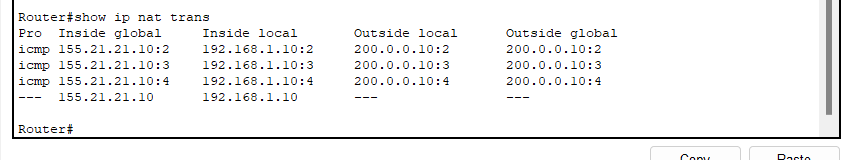 Router#show ip nat trans
Pro  Inside global     Inside local       Outside local      Outside global
icmp 155.21.21.10:2    192.168.1.10:2     200.0.0.10:2       200.0.0.10:2
icmp 155.21.21.10:3    192.168.1.10:3     200.0.0.10:3       200.0.0.10:3
icmp 155.21.21.10:4    192.168.1.10:4     200.0.0.10:4       200.0.0.10:4
---  155.21.21.10      192.168.1.10       ---                ---
Router#
Copy Paste